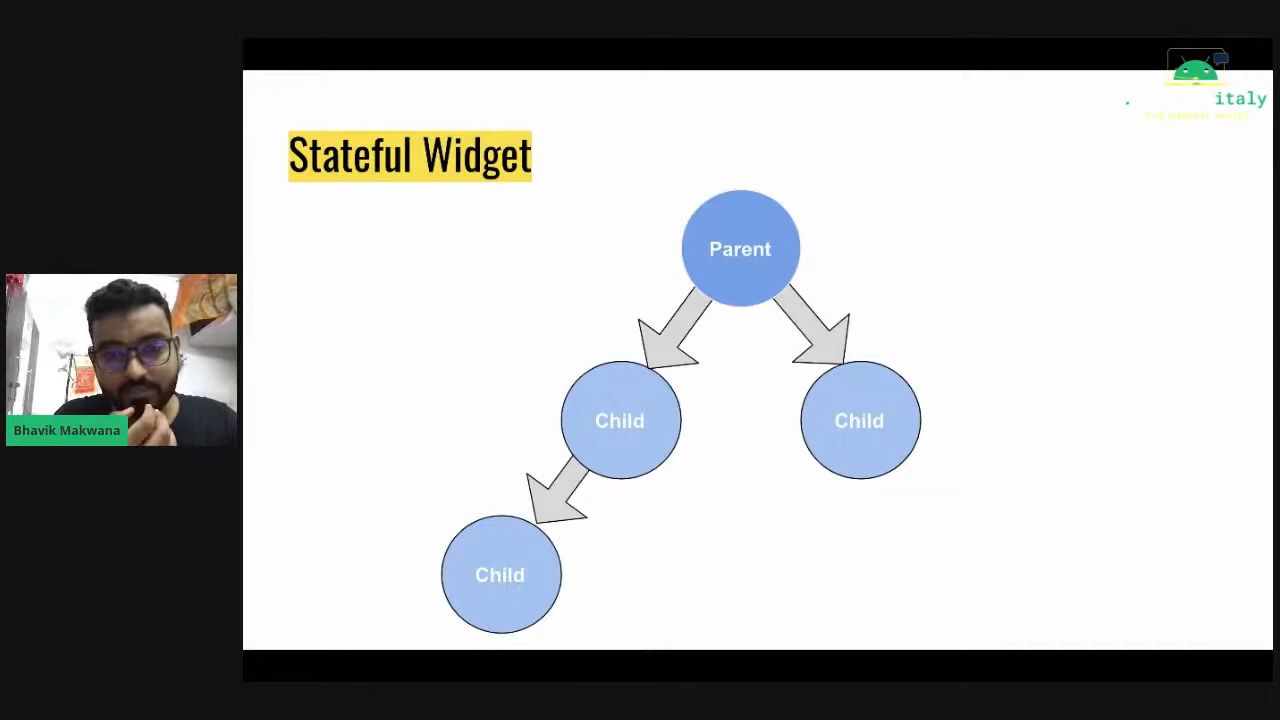 . italy
Stateful Widget
Parent
Child
Child
Bhavik Makwana
Child